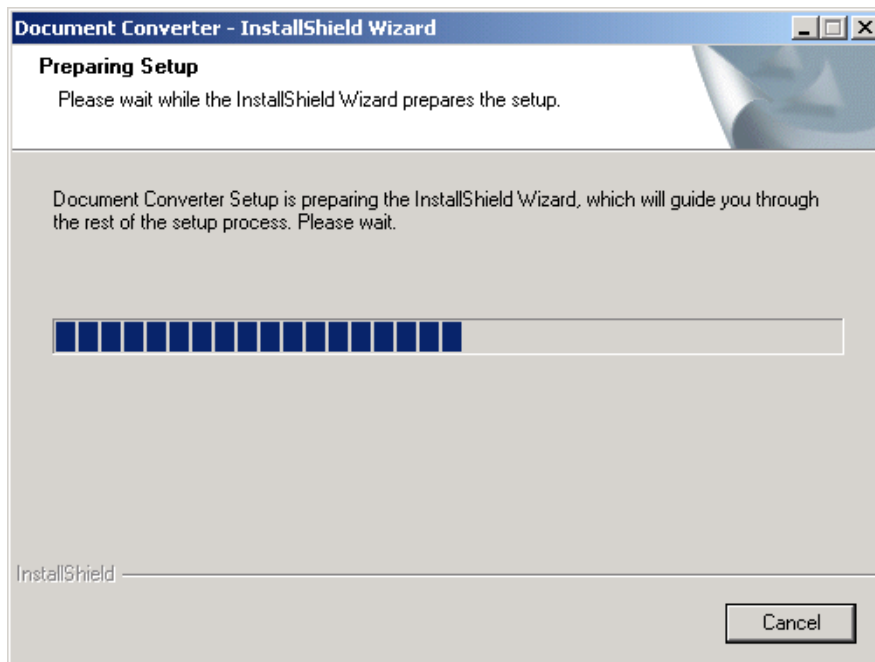 Document Converter - InstallShield Wizard
Preparing Setup
Please wait while the InstallShield Wizard prepares the setup.
Document Converter Setup is preparing the InstallShield Wizard, which will guide you through
the rest of the setup process. Please wait.
InstallShield
Cancel